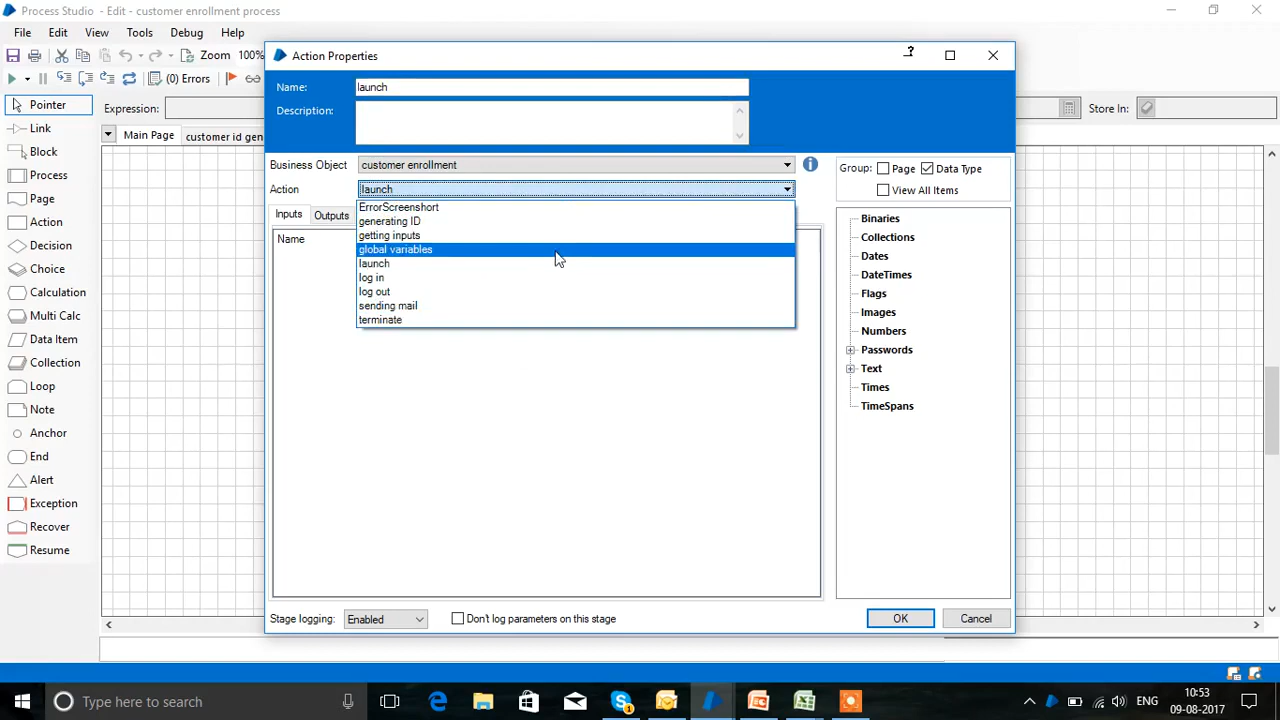 Process Studio - Edit - customer enrollment process
File Edit View Tools Debug Help
Zoom 100%
(0) Errors
Expression:
Store In:
Main Page
customer id gen
Pointer
Link
Block
Process
Page
Action
Decision
Choice
Calculation
Multi Calc
Data Item
Collection
Loop
Note
Anchor
End
Alert
Exception
Recover
Resume
Action Properties
?
Name: launch
Description:
Business Object customer enrollment
Action launch
Inputs Outputs
Name
ErrorScreenshort
generating ID
getting inputs
global variables
launch
log in
log out
sending mail
terminate
Group: Page Data Type
View All Items
Binaries
Collections
Dates
DateTimes
Flags
Images
Numbers
Passwords
Text
Times
TimeSpans
Stage logging: Enabled Don't log parameters on this stage
OK Cancel
Type here to search
ENG
10:53
09-08-2017